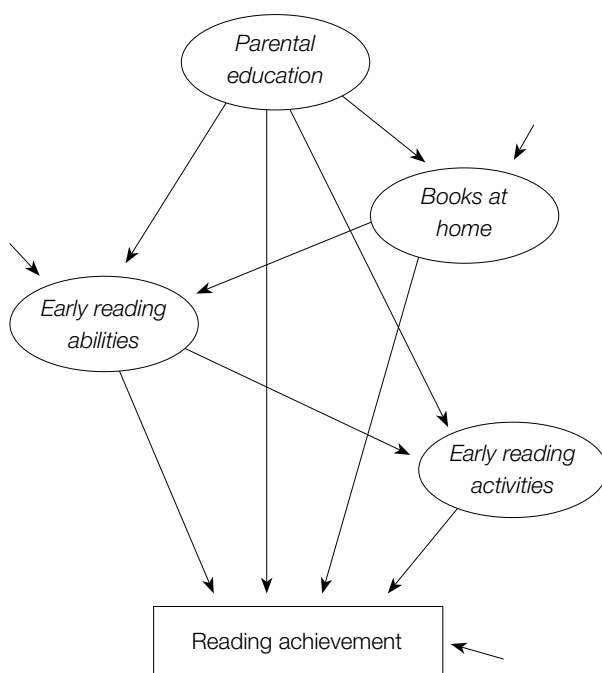 Parental
education
Books at
home
Early reading
abilities
Early reading
activities
Reading achievement